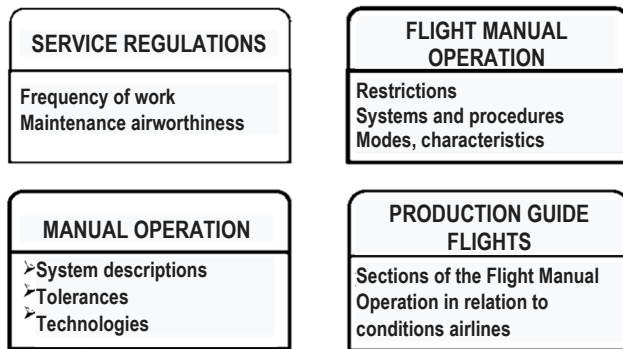 SERVICE REGULATIONS
Frequency of work
Maintenance airworthiness
FLIGHT MANUAL
OPERATION
Restrictions
Systems and procedures
Modes, characteristics
MANUAL OPERATION
➢System descriptions
➢Tolerances
➢Technologies
PRODUCTION GUIDE
FLIGHTS
Sections of the Flight Manual
Operation in relation to
conditions airlines